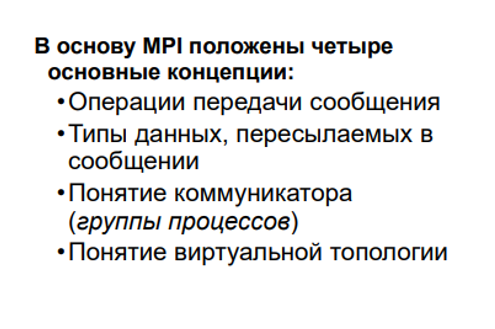 В основу MPI положены четыре
основные концепции:
•Операции передачи сообщения
•Типы данных, пересылаемых в
сообщении
•Понятие коммуникатора
(группы процессов)
•Понятие виртуальной топологии